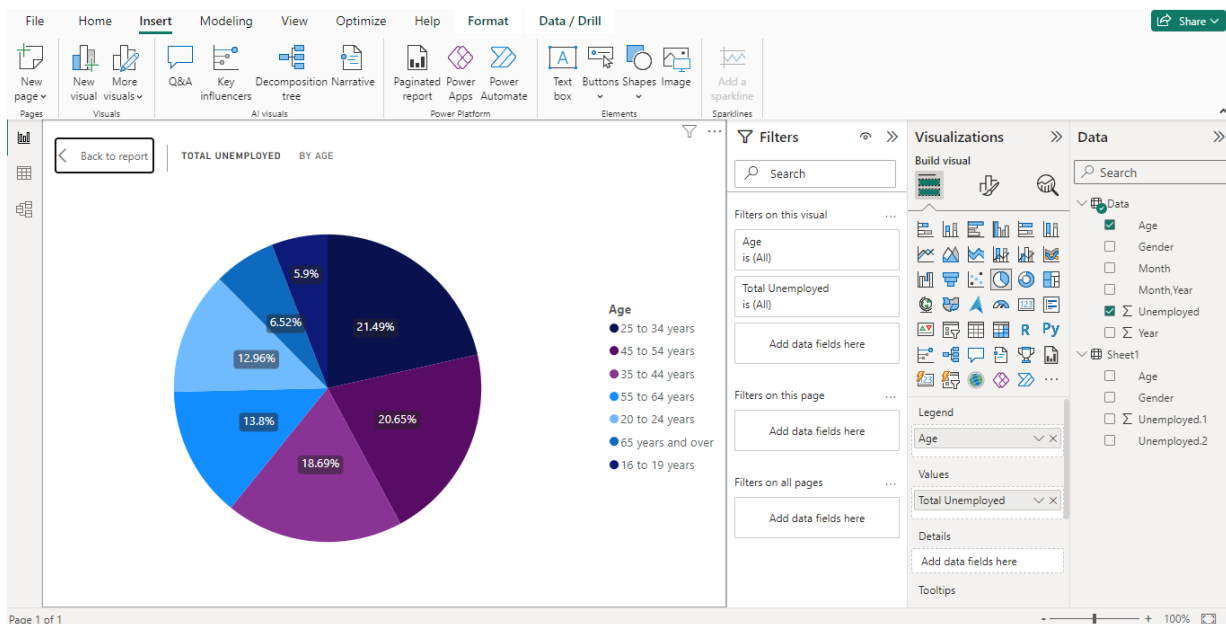 File Home Insert Modeling View Optimize Help Format Data / Drill Share
New page
New visual
More visuals
Q&A
Key influencers
Decomposition tree
Narrative
Paginated report
Power Apps
Power Automate
Text box
Buttons
Shapes
Image
Add a sparkline
Pages Visuals AI visuals Power Platform Elements Sparklines
Back to report TOTAL UNEMPLOYED BY AGE
5.9%
21.49%
6.52%
12.96%
13.8%
20.65%
18.69%
Age
25 to 34 years
45 to 54 years
35 to 44 years
55 to 64 years
20 to 24 years
65 years and over
16 to 19 years
Filters
Search
Filters on this visual ...
Age
is (All)
Total Unemployed
is (All)
Add data fields here
Filters on this page ...
Add data fields here
Filters on all pages ...
Add data fields here
Visualizations
Build visual
123
R Py
123
...
Legend
Age
Values
Total Unemployed
Details
Add data fields here
Tooltips
Data
Search
Data
Age
Gender
Month
Month,Year
Σ Unemployed
Σ Year
Sheet1
Age
Gender
Σ Unemployed.1
Unemployed.2
Page 1 of 1
- + 100%